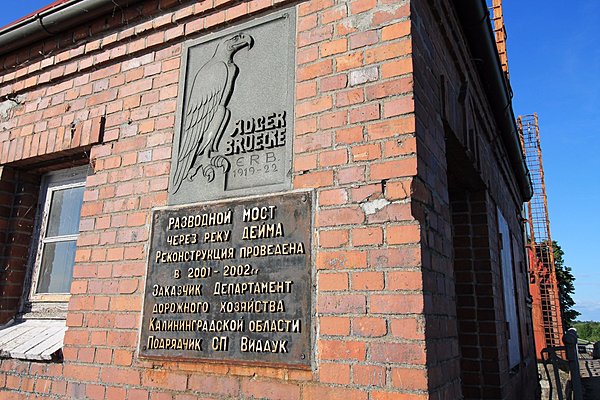 ADLER
BRUECKE
ERB.
1919-22
РАЗВОДНОЙ МОСТ
ЧЕРЕЗ РЕКУ ДЕЙМА
РЕКОНСТРУКЦИЯ ПРОВЕДЕНА
В 2001-2002гг
ЗАКАЗЧИК ДЕПАРТАМЕНТ
ДОРОЖНОГО ХОЗЯЙСТВА
КАЛИНИНГРАДСКОЙ ОБЛАСТИ
ПОДРЯДЧИК СП ВИАДУК